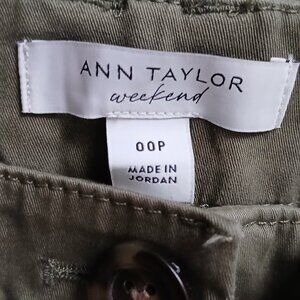 ANN TAYLOR
weekend
00P
MADE IN
JORDAN